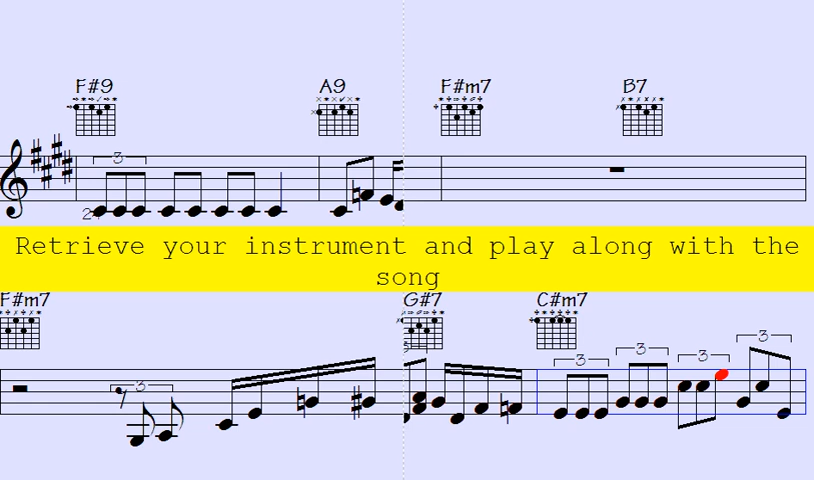 F#9 A9 F#m7 B7
3
2
Retrieve your instrument and play along with the
song
F#m7 G#7 C#m7
3 3 3 3 3